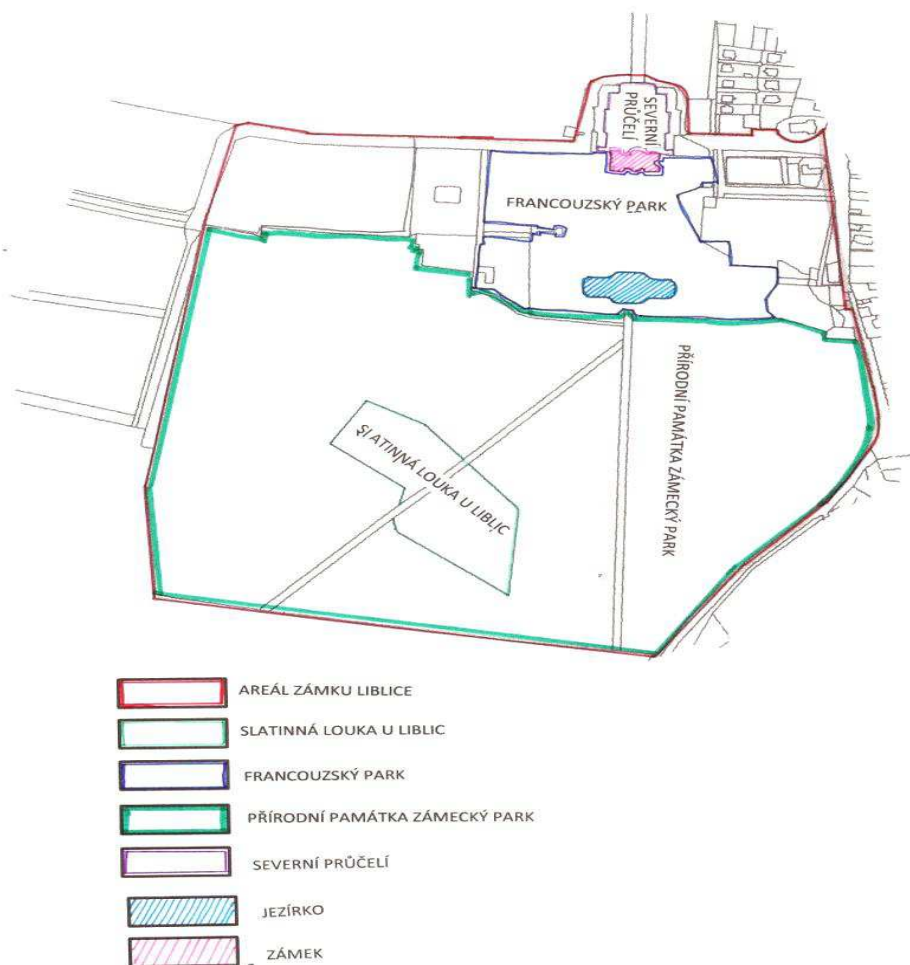 SEVERNÍ
PRŮČELÍ
FRANCOUZSKÝ PARK
PŘÍRODNÍ PAMÁTKA ZÁMECKÝ PARK
SLATINNÁ LOUKA U LIBLIC
AREÁL ZÁMKU LIBLICE
SLATINNÁ LOUKA U LIBLIC
FRANCOUZSKÝ PARK
PŘÍRODNÍ PAMÁTKA ZÁMECKÝ PARK
SEVERNÍ PRŮČELÍ
JEZÍRKO
ZÁMEK